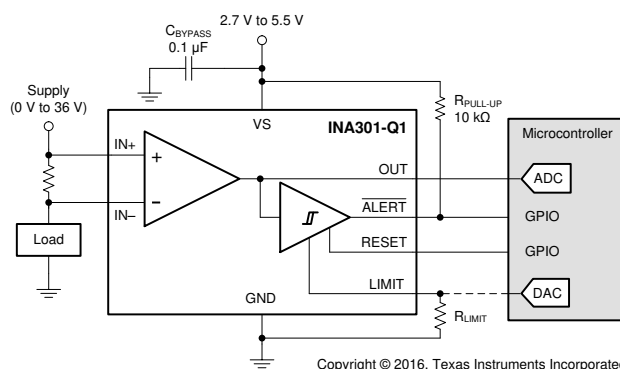 2.7 V to 5.5 V
CBYPASS
0.1 µF
Supply
(0 V to 36 V)
RPULL-UP
10 kΩ
VS
INA301-Q1
Microcontroller
IN+
+
OUT
ADC
IN–
–
ALERT
GPIO
Load
RESET
GPIO
LIMIT
DAC
GND
RLIMIT
Copyright © 2016, Texas Instruments Incorporated